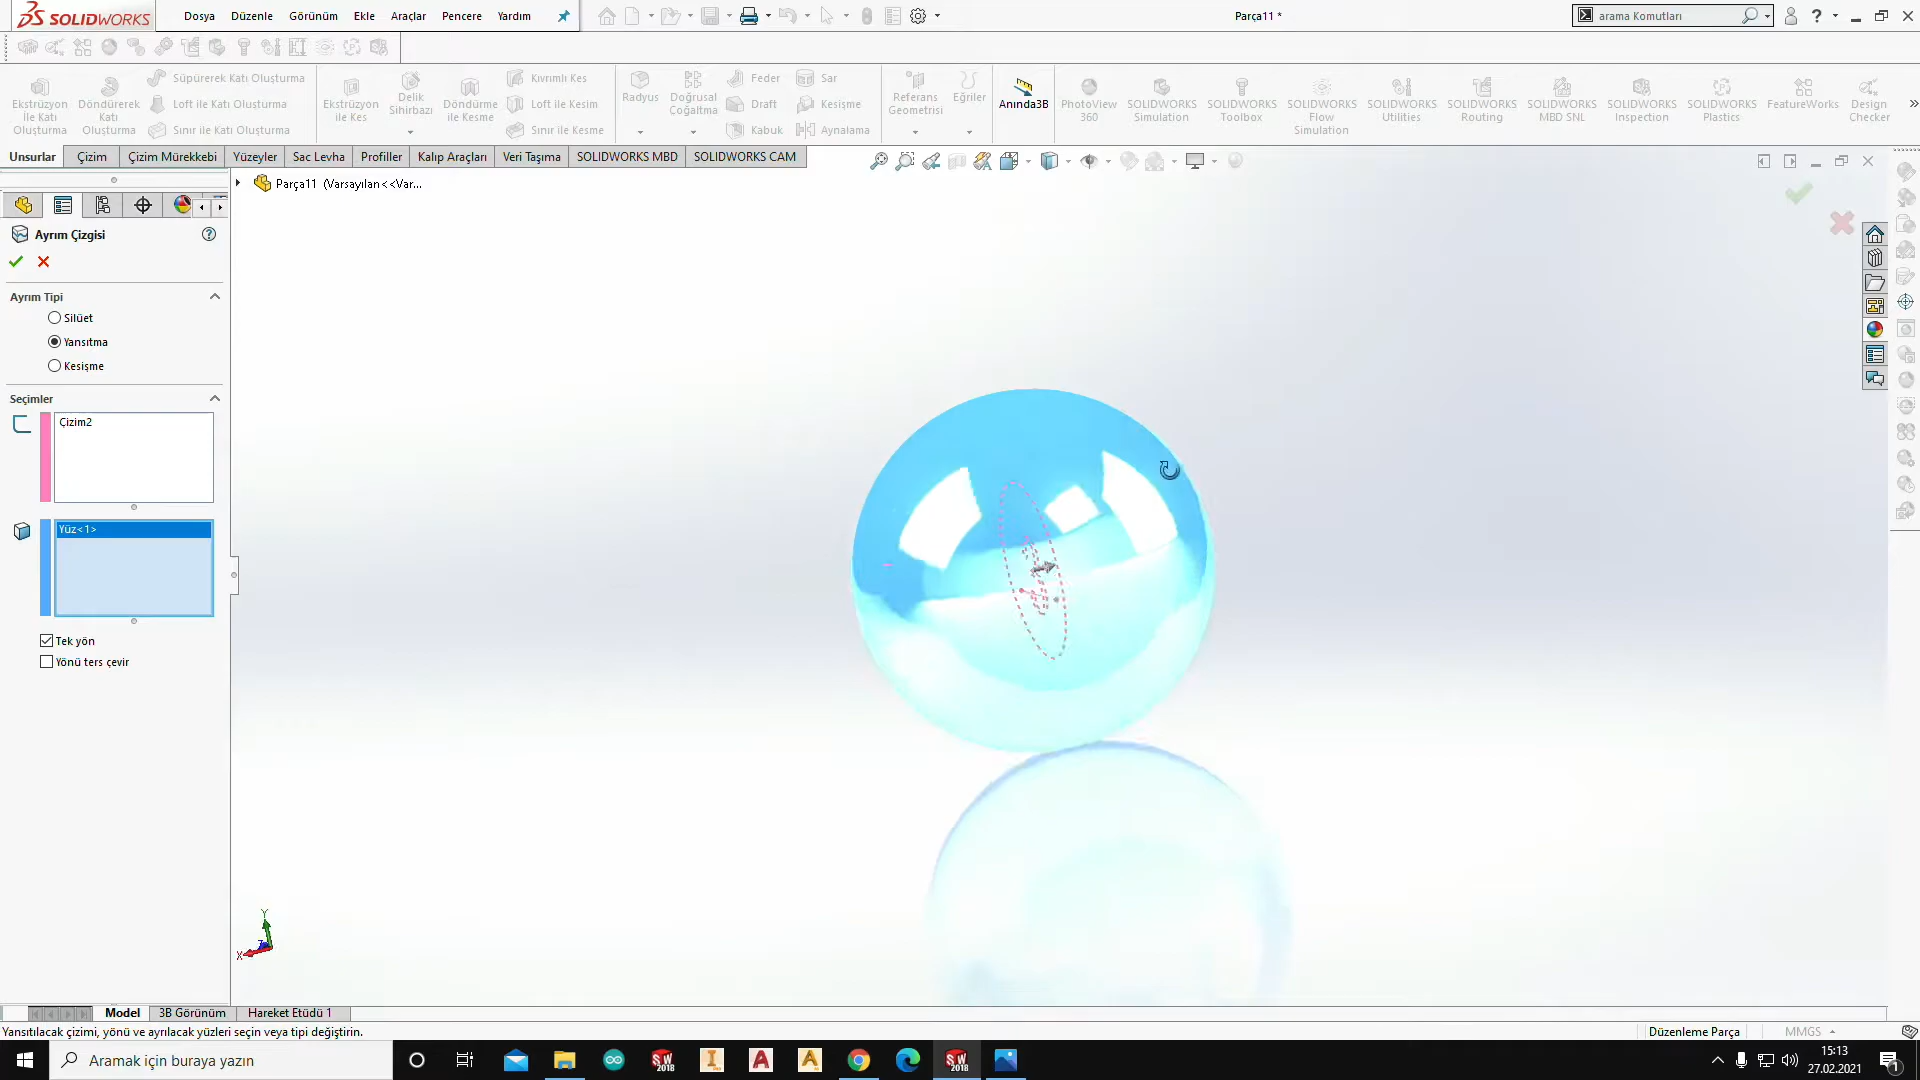 SOLIDWORKS
Dosya Düzenle Görünüm Ekle Araçlar Pencere Yardım
Parça11 *
arama Komutları
Ekstrüzyon İle Katı Oluşturma
Döndürerek Katı Oluşturma
Süpürerek Katı Oluşturma
Loft ile Katı Oluşturma
Sınır ile Katı Oluşturma
Ekstrüzyon ile Kes
Delik Sihirbazı
Döndürme ile Kesme
Kıvrımlı Kes
Loft ile Kesim
Sınır ile Kesme
Radyus
Doğrusal Çoğaltma
Feder
Draft
Kabuk
Sar
Kesişme
Aynalama
Referans Geometrisi
Eğriler
Anında3B
PhotoView 360
SOLIDWORKS Simulation
SOLIDWORKS Toolbox
SOLIDWORKS Flow Simulation
SOLIDWORKS Utilities
SOLIDWORKS Routing
SOLIDWORKS MBD SNL
SOLIDWORKS Inspection
SOLIDWORKS Plastics
FeatureWorks
Design Checker
Unsurlar Çizim Çizim Mürekkebi Yüzeyler Sac Levha Profiller Kalıp Araçları Veri Taşıma SOLIDWORKS MBD SOLIDWORKS CAM
Parça11 (Varsayılan<<Var...
Ayrım Çizgisi
Ayrım Tipi
Silüet
Yansıtma
Kesişme
Seçimler
Çizim2
Yüz<1>
Tek yön
Yönü ters çevir
Y
Z
X
Model 3B Görünüm Hareket Etüdü 1
Yansıtılacak çizimi, yönü ve ayrılacak yüzleri seçin veya tipi değiştirin.
Düzenleme Parça MMGS
Aramak için buraya yazın
SW 2018
I
A
A
SW 2018
15:13
27.02.2021
1